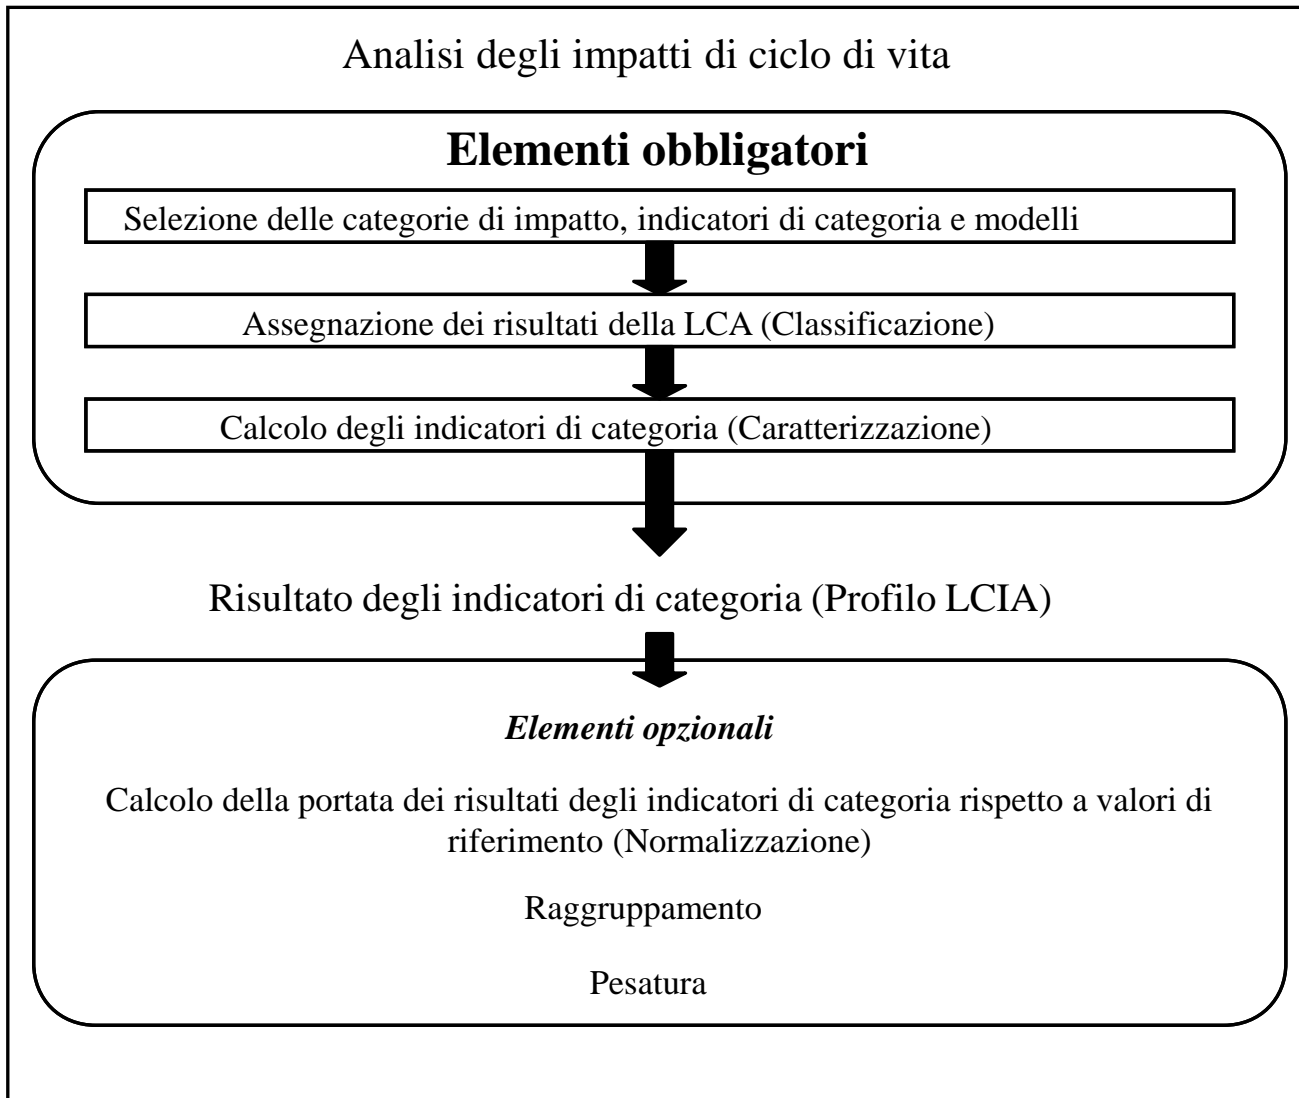 Analisi degli impatti di ciclo di vita
Elementi obbligatori
Selezione delle categorie di impatto, indicatori di categoria e modelli
Assegnazione dei risultati della LCA (Classificazione)
Calcolo degli indicatori di categoria (Caratterizzazione)
Risultato degli indicatori di categoria (Profilo LCIA)
Elementi opzionali
Calcolo della portata dei risultati degli indicatori di categoria rispetto a valori di
riferimento (Normalizzazione)
Raggruppamento
Pesatura